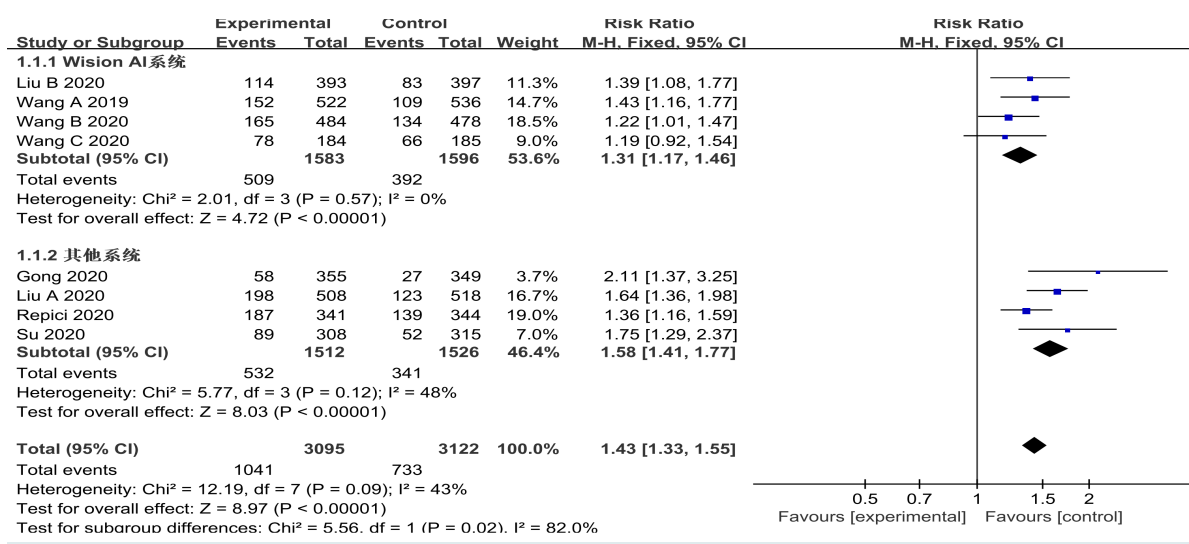 Experimental Control Risk Ratio Risk Ratio
Study or Subgroup Events Total Events Total Weight M-H, Fixed, 95% CI M-H, Fixed, 95% CI
1.1.1 Wision AI系统
Liu B 2020 114 393 83 397 11.3% 1.39 [1.08, 1.77]
Wang A 2019 152 522 109 536 14.7% 1.43 [1.16, 1.77]
Wang B 2020 165 484 134 478 18.5% 1.22 [1.01, 1.47]
Wang C 2020 78 184 66 185 9.0% 1.19 [0.92, 1.54]
Subtotal (95% CI) 1583 1596 53.6% 1.31 [1.17, 1.46]
Total events 509 392
Heterogeneity: Chi² = 2.01, df = 3 (P = 0.57); I² = 0%
Test for overall effect: Z = 4.72 (P < 0.00001)
1.1.2 其他系统
Gong 2020 58 355 27 349 3.7% 2.11 [1.37, 3.25]
Liu A 2020 198 508 123 518 16.7% 1.64 [1.36, 1.98]
Repici 2020 187 341 139 344 19.0% 1.36 [1.16, 1.59]
Su 2020 89 308 52 315 7.0% 1.75 [1.29, 2.37]
Subtotal (95% CI) 1512 1526 46.4% 1.58 [1.41, 1.77]
Total events 532 341
Heterogeneity: Chi² = 5.77, df = 3 (P = 0.12); I² = 48%
Test for overall effect: Z = 8.03 (P < 0.00001)
Total (95% CI) 3095 3122 100.0% 1.43 [1.33, 1.55]
Total events 1041 733
Heterogeneity: Chi² = 12.19, df = 7 (P = 0.09); I² = 43%
Test for overall effect: Z = 8.97 (P < 0.00001)
Test for subgroup differences: Chi² = 5.56, df = 1 (P = 0.02), I² = 82.0%
0.5 0.7 1 1.5 2
Favours [experimental] Favours [control]